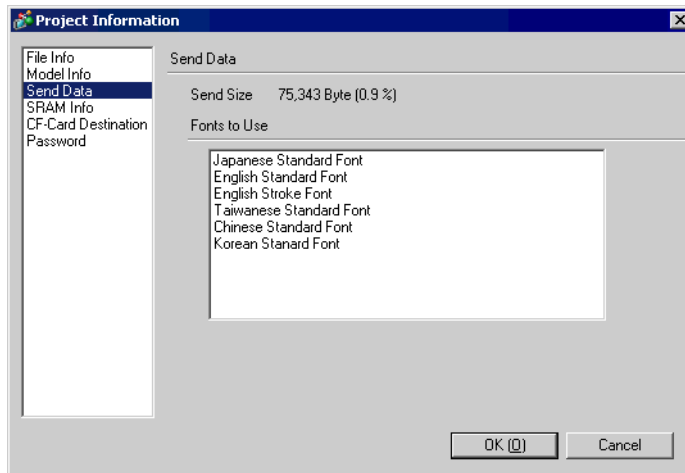 Project Information
File Info
Model Info
Send Data
SRAM Info
CF-Card Destination
Password
Send Data
Send Size 75,343 Byte (0.9 %)
Fonts to Use
Japanese Standard Font
English Standard Font
English Stroke Font
Taiwanese Standard Font
Chinese Standard Font
Korean Stanard Font
OK (O)
Cancel